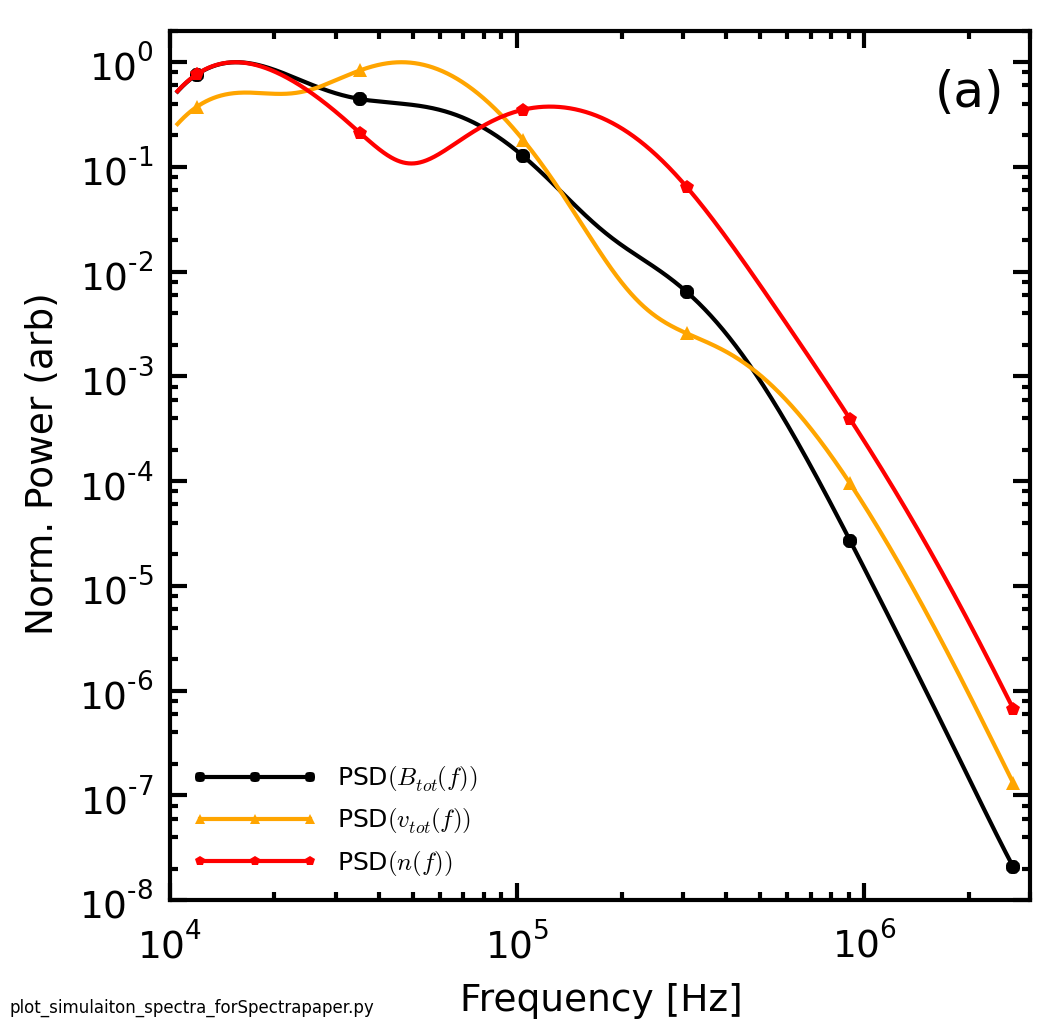 (a)
Norm. Power (arb)
10^0
10^-1
10^-2
10^-3
10^-4
10^-5
10^-6
10^-7
10^-8
PSD(B_tot(f))
PSD(v_tot(f))
PSD(n(f))
10^4 10^5 10^6
Frequency [Hz]
plot_simulaiton_spectra_forSpectrapaper.py